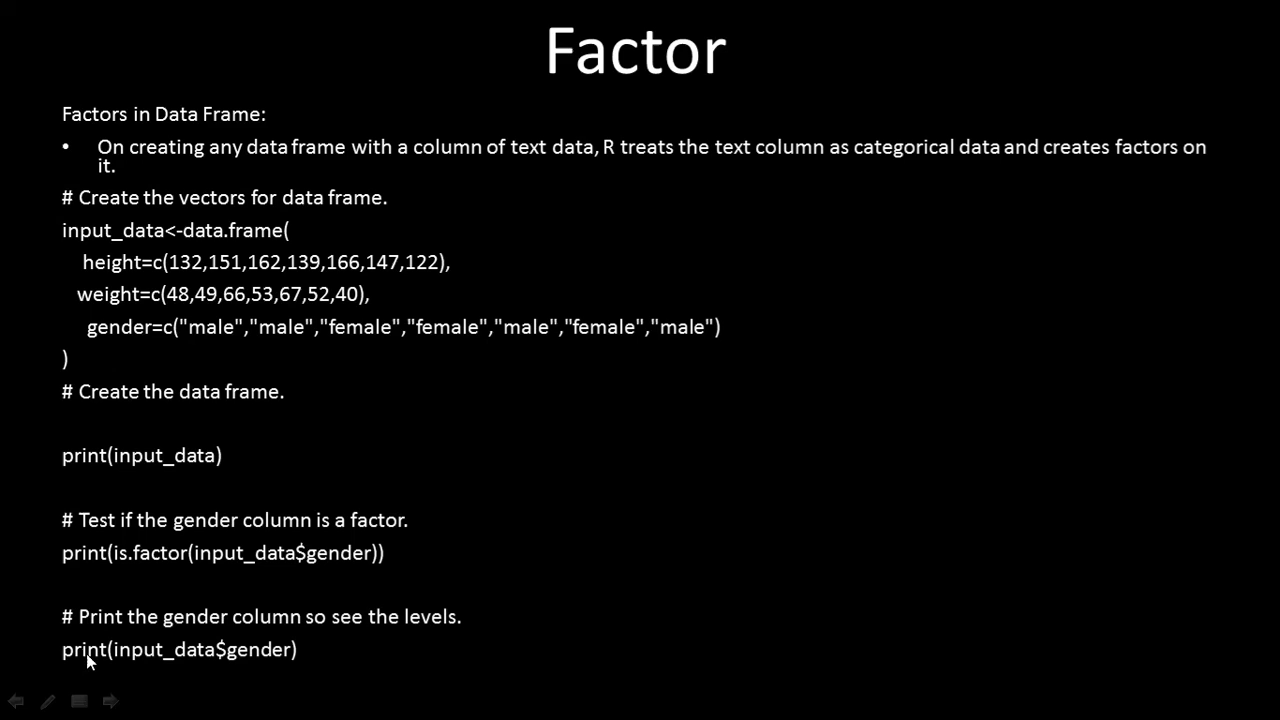 Factor
Factors in Data Frame:
• On creating any data frame with a column of text data, R treats the text column as categorical data and creates factors on
it.
# Create the vectors for data frame.
input_data<-data.frame(
height=c(132,151,162,139,166,147,122),
weight=c(48,49,66,53,67,52,40),
gender=c("male","male","female","female","male","female","male")
)
# Create the data frame.
print(input_data)
# Test if the gender column is a factor.
print(is.factor(input_data$gender))
# Print the gender column so see the levels.
print(input_data$gender)